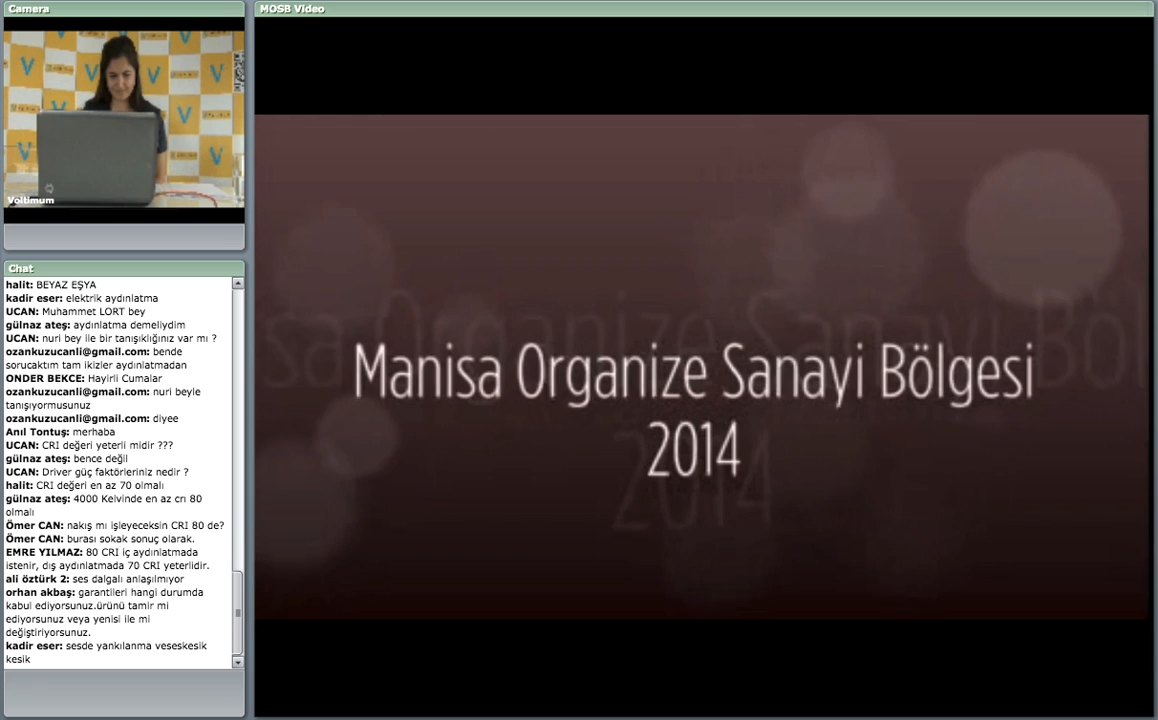 Camera
Voltimum
Chat
halit: BEYAZ EŞYA
kadir eser: elektrik aydınlatma
UCAN: Muhammet LORT bey
gülnaz ateş: aydınlatma demeliydim
UCAN: nuri bey ile bir tanışıklığınız var mı ?
ozankuzucanli@gmail.com: bende
sorucaktım tam ikizler aydınlatmadan
ONDER BEKCE: Hayirli Cumalar
ozankuzucanli@gmail.com: nuri beyle
tanışıyormusunuz
ozankuzucanli@gmail.com: diyee
Anıl Tontuş: merhaba
UCAN: CRI değeri yeterli midir ???
gülnaz ateş: bence değil
UCAN: Driver güç faktörleriniz nedir ?
halit: CRI değeri en az 70 olmalı
gülnaz ateş: 4000 Kelvinde en az crı 80
olmalı
Ömer CAN: nakış mı işleyeceksin CRI 80 de?
Ömer CAN: burası sokak sonuç olarak.
EMRE YILMAZ: 80 CRI iç aydınlatmada
istenir, dış aydınlatmada 70 CRI yeterlidir.
ali öztürk 2: ses dalgalı anlaşılmıyor
orhan akbaş: garantileri hangi durumda
kabul ediyorsunuz.ürünü tamir mi
ediyorsunuz veya yenisi ile mi
değiştiriyorsunuz.
kadir eser: sesde yankılanma veseskesik
kesik
MOSB Video
Manisa Organize Sanayi Bölgesi
2014